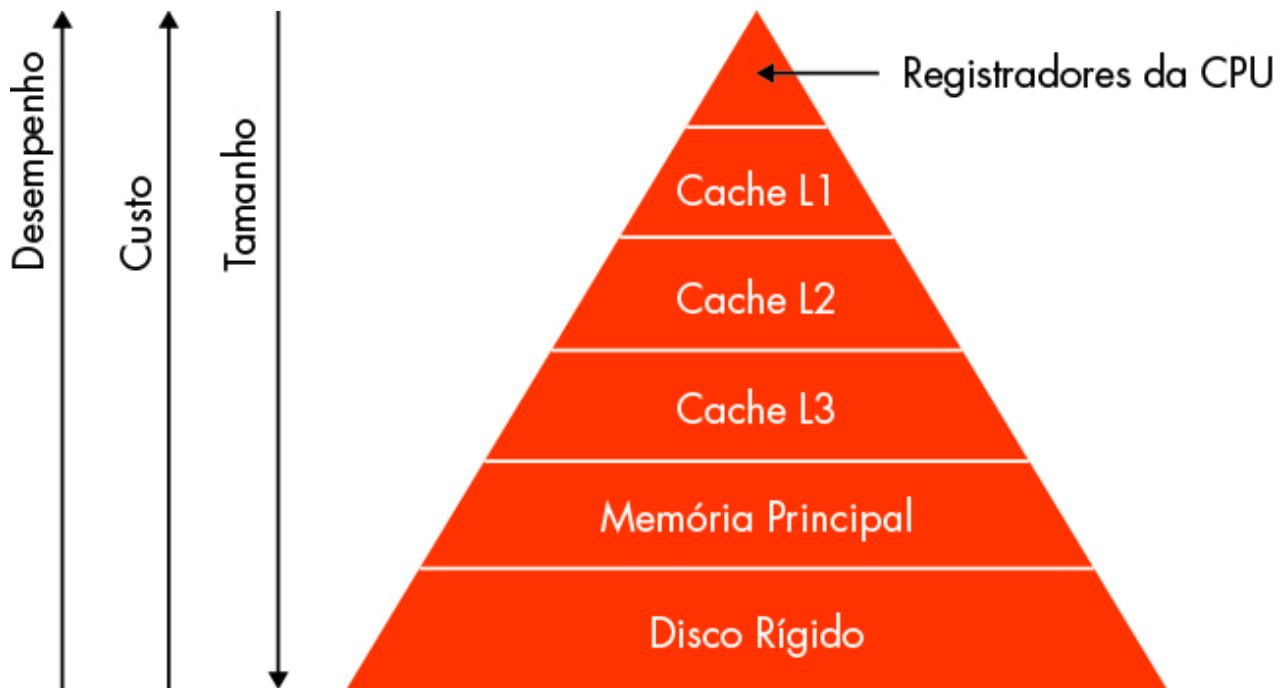 Desempenho
Custo
Tamanho
Registradores da CPU
Cache L1
Cache L2
Cache L3
Memória Principal
Disco Rígido